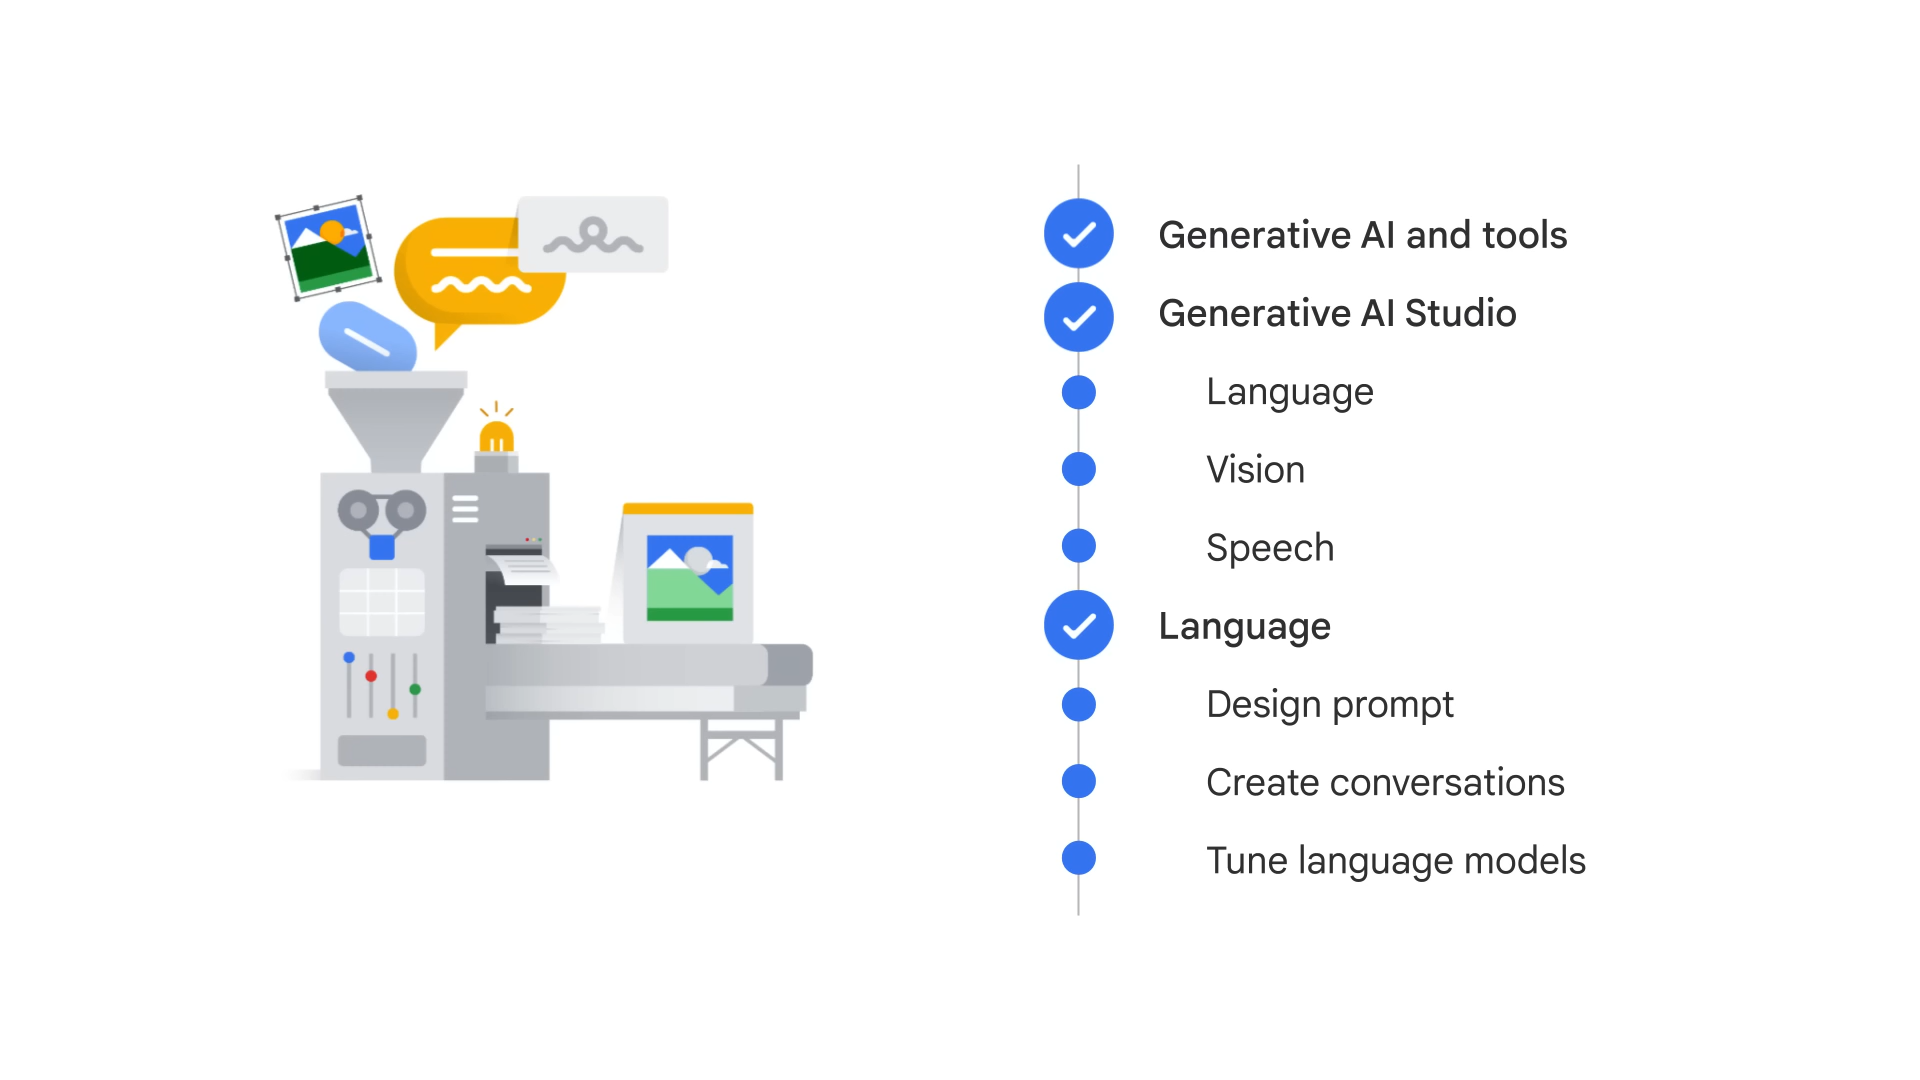 Generative AI and tools
Generative AI Studio
Language
Vision
Speech
Language
Design prompt
Create conversations
Tune language models